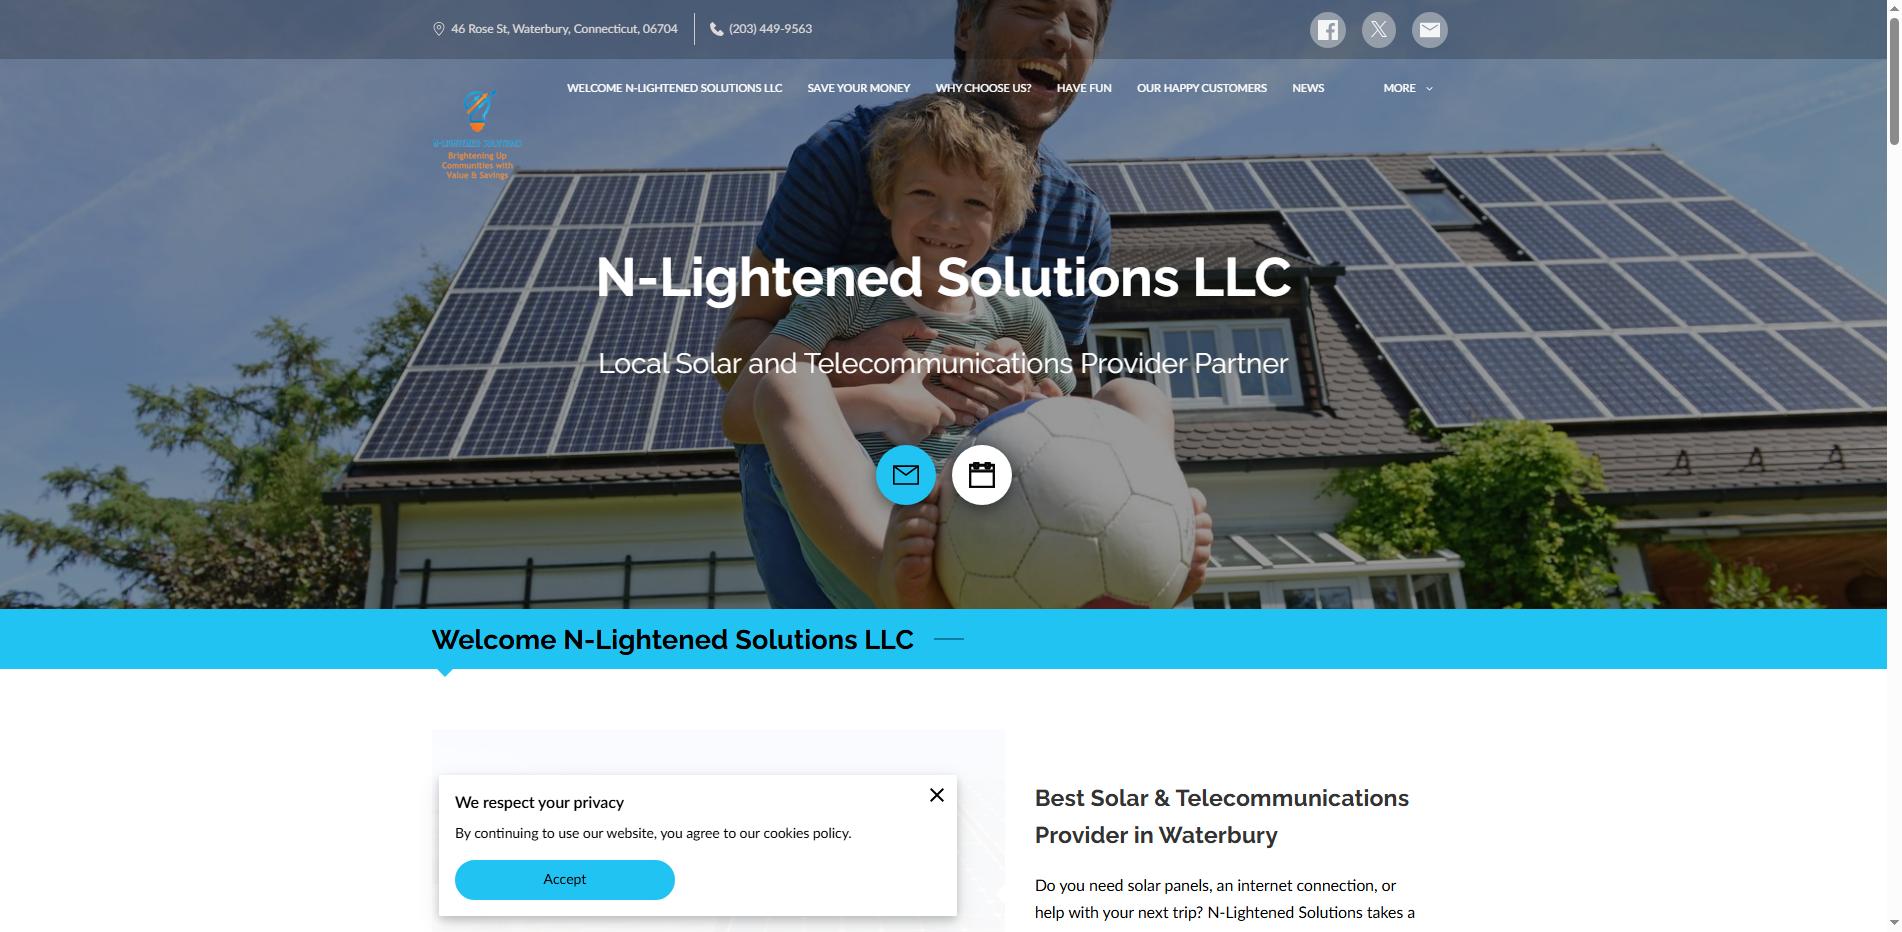 46 Rose St, Waterbury, Connecticut, 06704
(203) 449-9563
WELCOME N-LIGHTENED SOLUTIONS LLC
SAVE YOUR MONEY
WHY CHOOSE US?
HAVE FUN
OUR HAPPY CUSTOMERS
NEWS
MORE
N-LIGHTENED SOLUTIONS
Brightening Up
Communities with
Value & Savings
N-Lightened Solutions LLC
Local Solar and Telecommunications Provider Partner
Welcome N-Lightened Solutions LLC
We respect your privacy
By continuing to use our website, you agree to our cookies policy.
Accept
Best Solar & Telecommunications
Provider in Waterbury
Do you need solar panels, an internet connection, or
help with your next trip? N-Lightened Solutions takes a